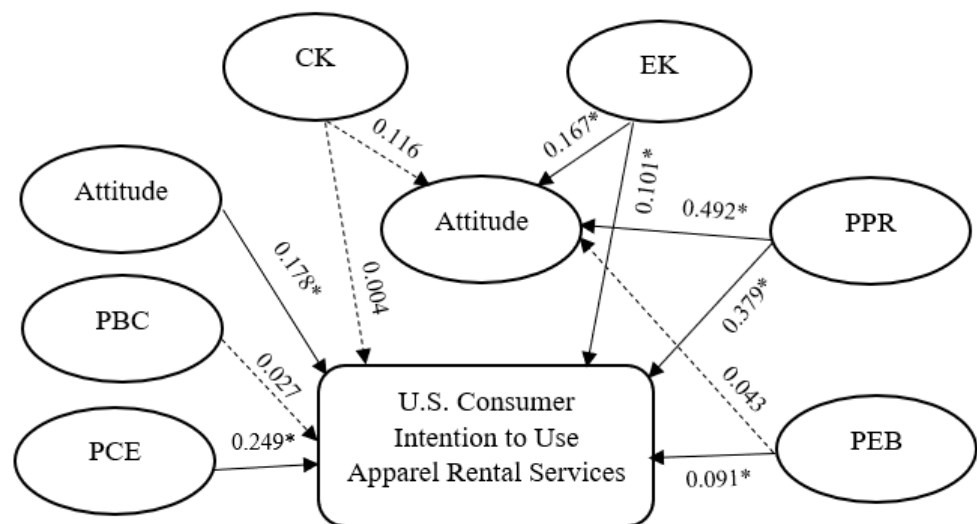 CK
EK
0.116
0.167*
0.101*
Attitude
Attitude
0.492*
PPR
0.178*
0.004
0.379*
PBC
0.027
U.S. Consumer
Intention to Use
Apparel Rental Services
0.043
PCE
0.249*
PEB
0.091*